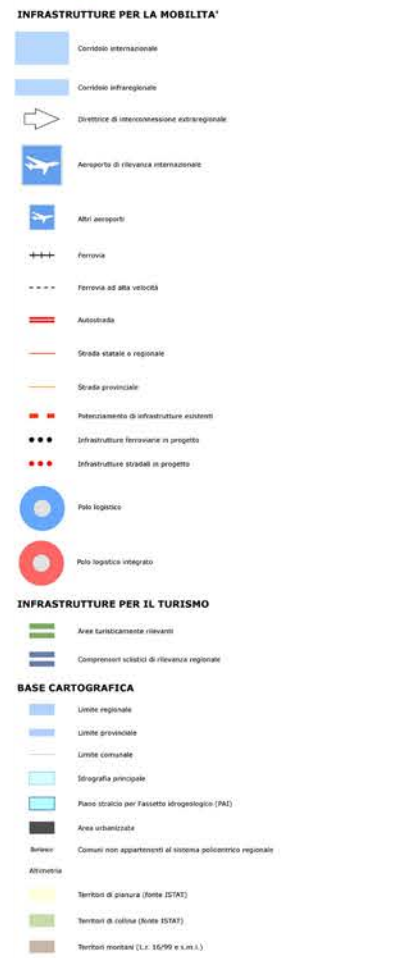 INFRASTRUTTURE PER LA MOBILITA'
Corridoio internazionale
Corridoio infraregionale
Direttrice di interconnessione extraregionale
Aeroporto di rilevanza internazionale
Altri aeroporti
Ferrovia
Ferrovia ad alta velocità
Autostrada
Strada statale o regionale
Strada provinciale
Potenziamento di infrastrutture esistenti
Infrastrutture ferroviarie in progetto
Infrastrutture stradali in progetto
Polo logistico
Polo logistico integrato
INFRASTRUTTURE PER IL TURISMO
Aree turisticamente rilevanti
Comprensori sciistici di rilevanza regionale
BASE CARTOGRAFICA
Limite regionale
Limite provinciale
Limite comunale
Idrografia principale
Piano stralcio per l'assetto idrogeologico (PAI)
Area urbanizzata
Comuni non appartenenti al sistema policentrico regionale
Altimetria
Territori di pianura (fonte ISTAT)
Territori di collina (fonte ISTAT)
Territori montani (L.r. 16/99 e s.m.i.)